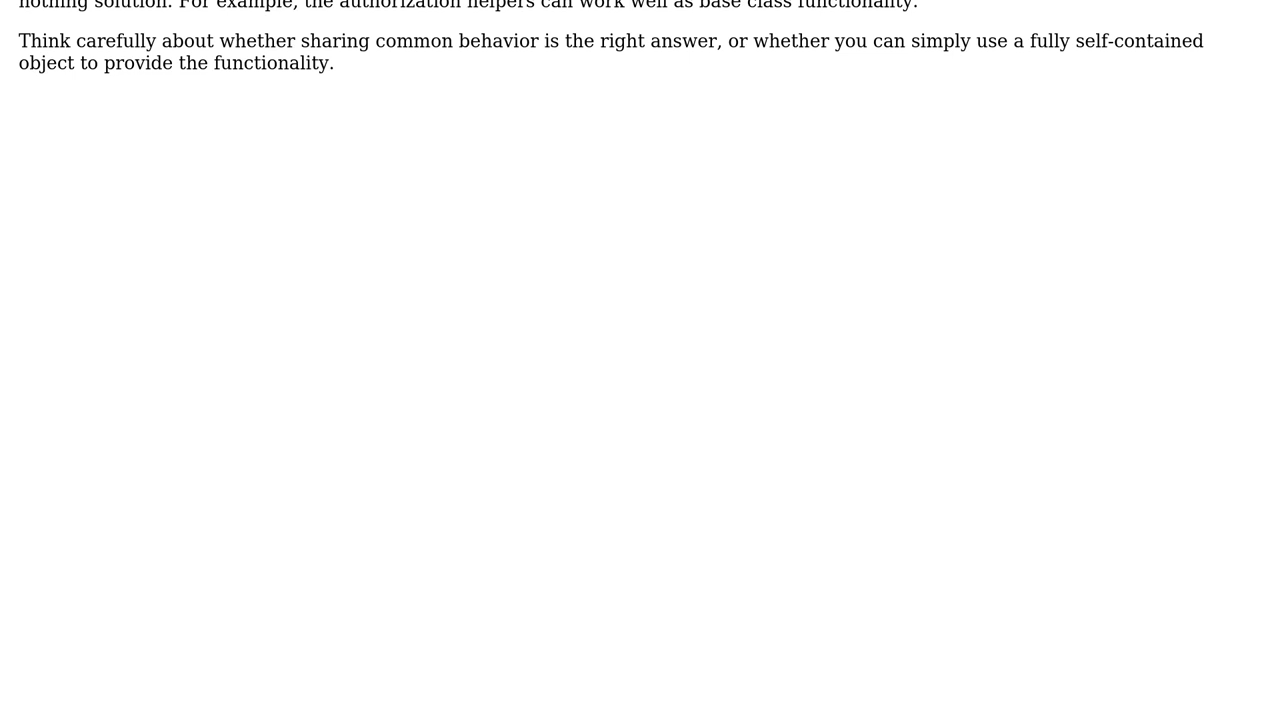 nothing solution. For example, the authorization helpers can work well as base class functionality.
Think carefully about whether sharing common behavior is the right answer, or whether you can simply use a fully self-contained
object to provide the functionality.